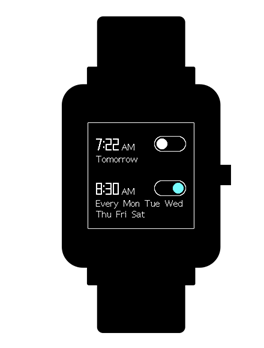 7:22 AM
Tomorrow
8:30 AM
Every Mon Tue Wed
Thu Fri Sat